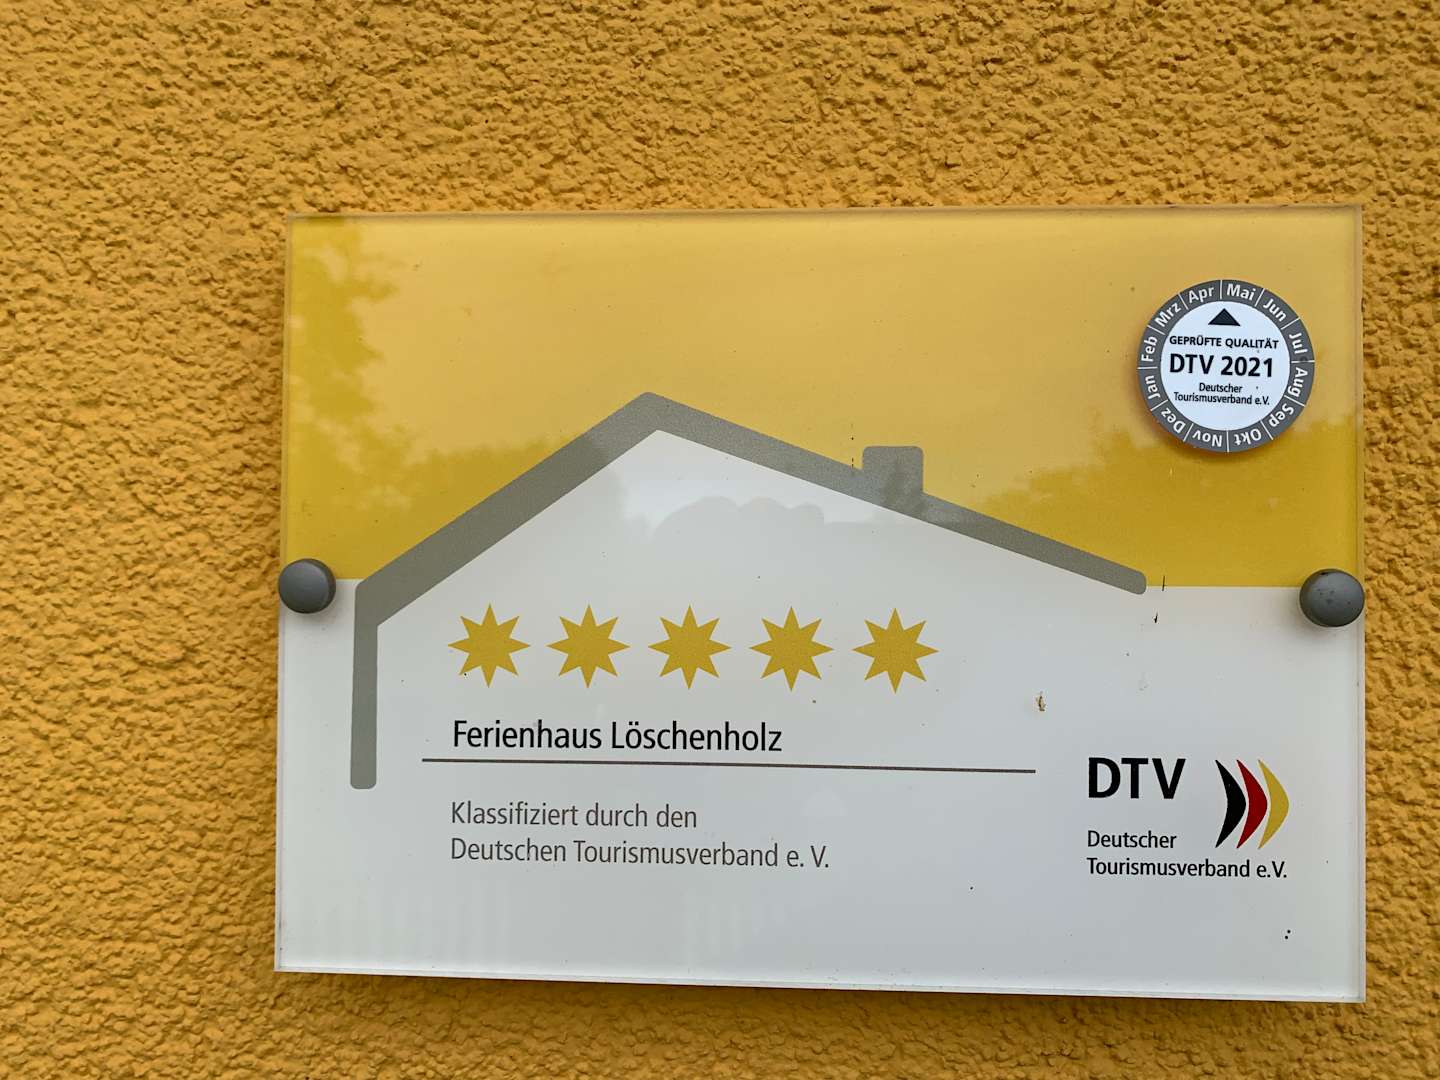 Jan Feb Mrz Apr Mai Jun Jul Aug Sep Okt Nov Dez
GEPRÜFTE QUALITÄT
DTV 2021
Deutscher
Tourismusverband e.V.
Ferienhaus Löschenholz
Klassifiziert durch den
Deutschen Tourismusverband e. V.
DTV
Deutscher
Tourismusverband e.V.